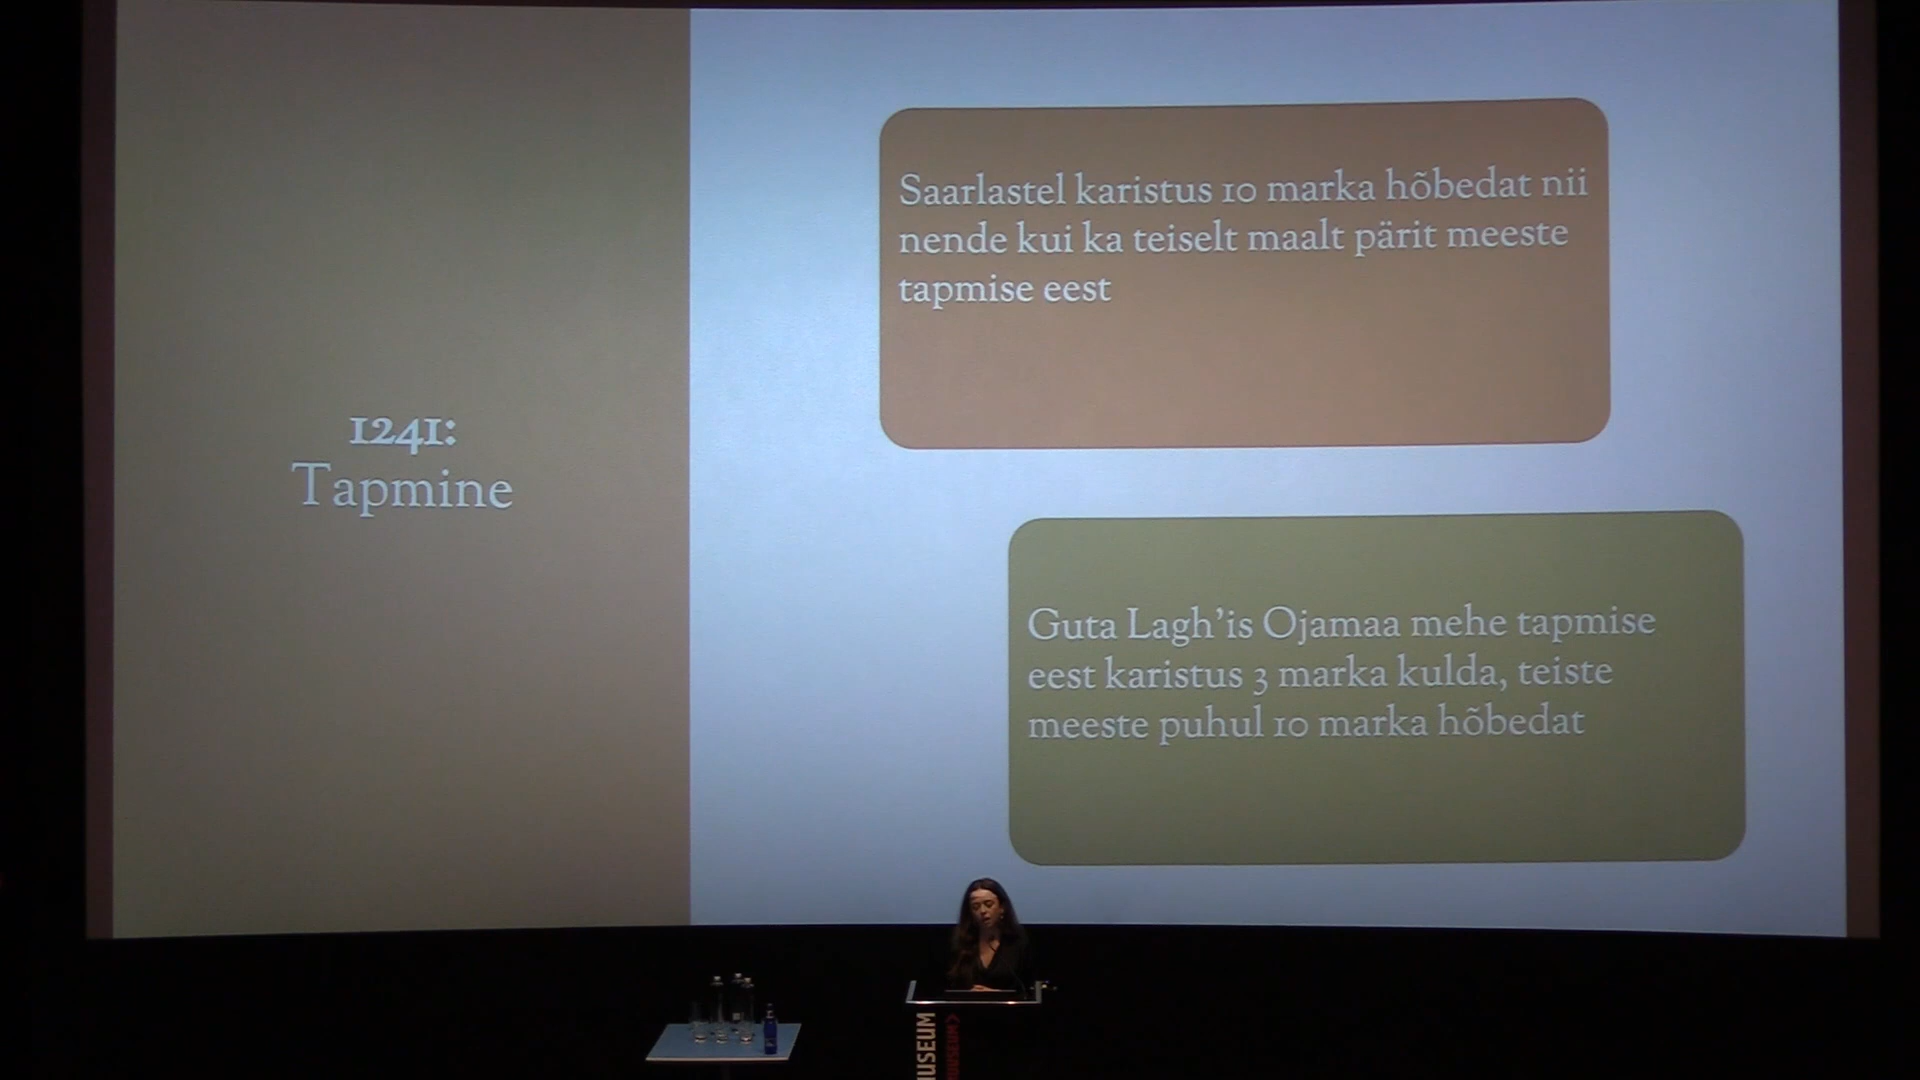 1241:
Tapmine
Saarlastel karistus 10 marka hõbedat nii
nende kui ka teiselt maalt pärit meeste
tapmise eest
Guta Lagh’is Ojamaa mehe tapmise
eest karistus 3 marka kulda, teiste
meeste puhul 10 marka hõbedat
MUSEUM